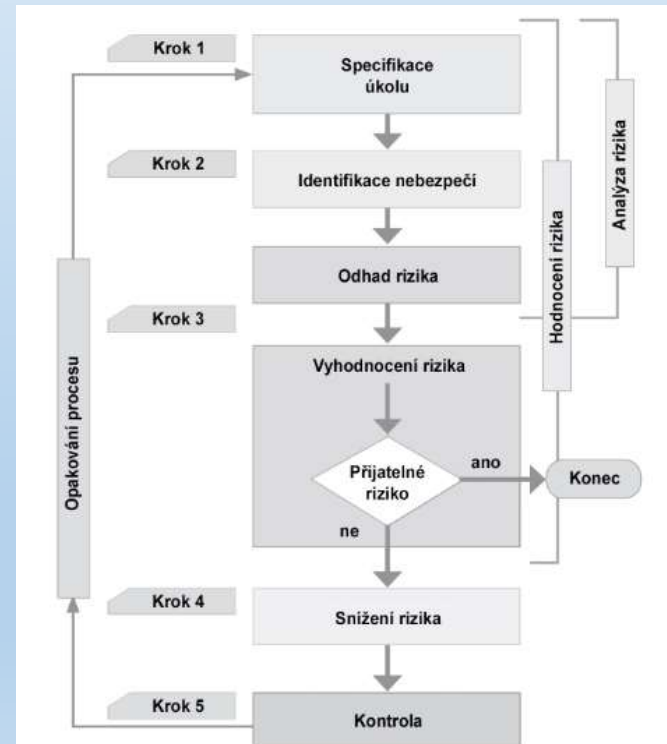 Krok 1
Specifikace
úkolu
Krok 2
Identifikace nebezpečí
Odhad rizika
Krok 3
Vyhodnocení rizika
Přijatelné
riziko
ano
Konec
ne
Krok 4
Snížení rizika
Krok 5
Kontrola
Opakování procesu
Hodnocení rizika
Analýza rizika